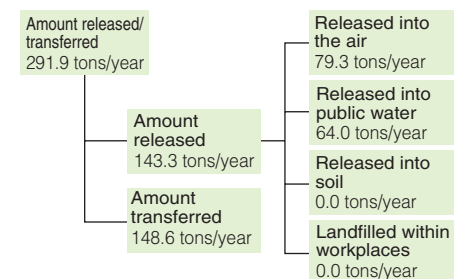 Amount released/
transferred
291.9 tons/year
Amount
released
143.3 tons/year
Amount
transferred
148.6 tons/year
Released into
the air
79.3 tons/year
Released into
public water
64.0 tons/year
Released into
soil
0.0 tons/year
Landfilled within
workplaces
0.0 tons/year